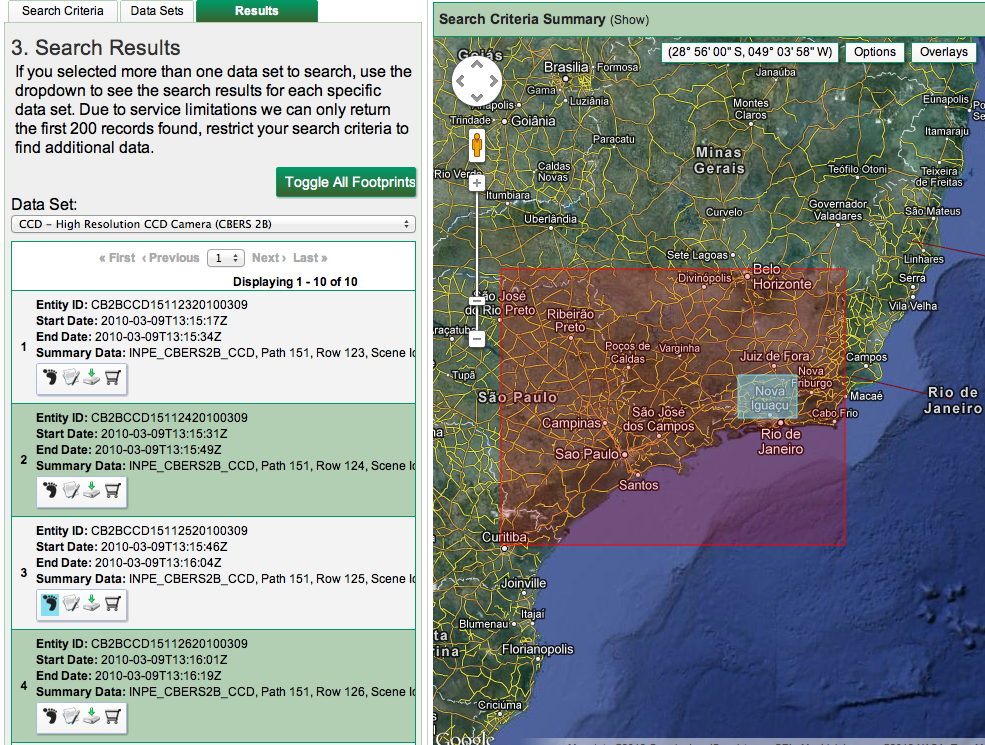 Search Criteria
Data Sets
Results
3. Search Results
If you selected more than one data set to search, use the
dropdown to see the search results for each specific
data set. Due to service limitations we can only return
the first 200 records found, restrict your search criteria to
find additional data.
Toggle All Footprints
Data Set:
CCD - High Resolution CCD Camera (CBERS 2B)
« First ‹ Previous 1 Next › Last »
Displaying 1 - 10 of 10
1
Entity ID: CB2BCCD15112320100309
Start Date: 2010-03-09T13:15:17Z
End Date: 2010-03-09T13:15:34Z
Summary Data: INPE_CBERS2B_CCD, Path 151, Row 123, Scene Ic
2
Entity ID: CB2BCCD15112420100309
Start Date: 2010-03-09T13:15:31Z
End Date: 2010-03-09T13:15:49Z
Summary Data: INPE_CBERS2B_CCD, Path 151, Row 124, Scene Ic
3
Entity ID: CB2BCCD15112520100309
Start Date: 2010-03-09T13:15:46Z
End Date: 2010-03-09T13:16:04Z
Summary Data: INPE_CBERS2B_CCD, Path 151, Row 125, Scene Ic
4
Entity ID: CB2BCCD15112620100309
Start Date: 2010-03-09T13:16:01Z
End Date: 2010-03-09T13:16:19Z
Summary Data: INPE_CBERS2B_CCD, Path 151, Row 126, Scene Ic
Search Criteria Summary (Show)
(28° 56' 00" S, 049° 03' 58" W)
Options
Overlays
Goiás
Brasilia
Formosa
Janaúba
Gama
Luziânia
Anápolis
Trindade
Goiânia
Montes
Claros
Eunapolis
Itamaraju
Paracatu
Minas
Gerais
Rio Verde
Caldas
Novas
Teófilo Otoni
Teixeira
de Freitas
Itumbiara
Uberlândia
Curvelo
Governador
Valadares
São Mateus
Sete Lagoas
Linhares
Divinópolis
Belo
Horizonte
Serra
São José
do Rio Preto
Ribeirão
Preto
Vila Velha
Araçatuba
Poços de
Caldas
Varginha
Juiz de Fora
Campos
Tupã
Nova
Friburgo
Nova
Iguaçu
Macaé
Rio de
Janeiro
São Paulo
São José
dos Campos
Cabo Frio
Campinas
Rio de
Janeiro
Sao Paulo
Santos
Curitiba
Joinville
Itajaí
Blumenau
Florianopolis
Criciúma
Google